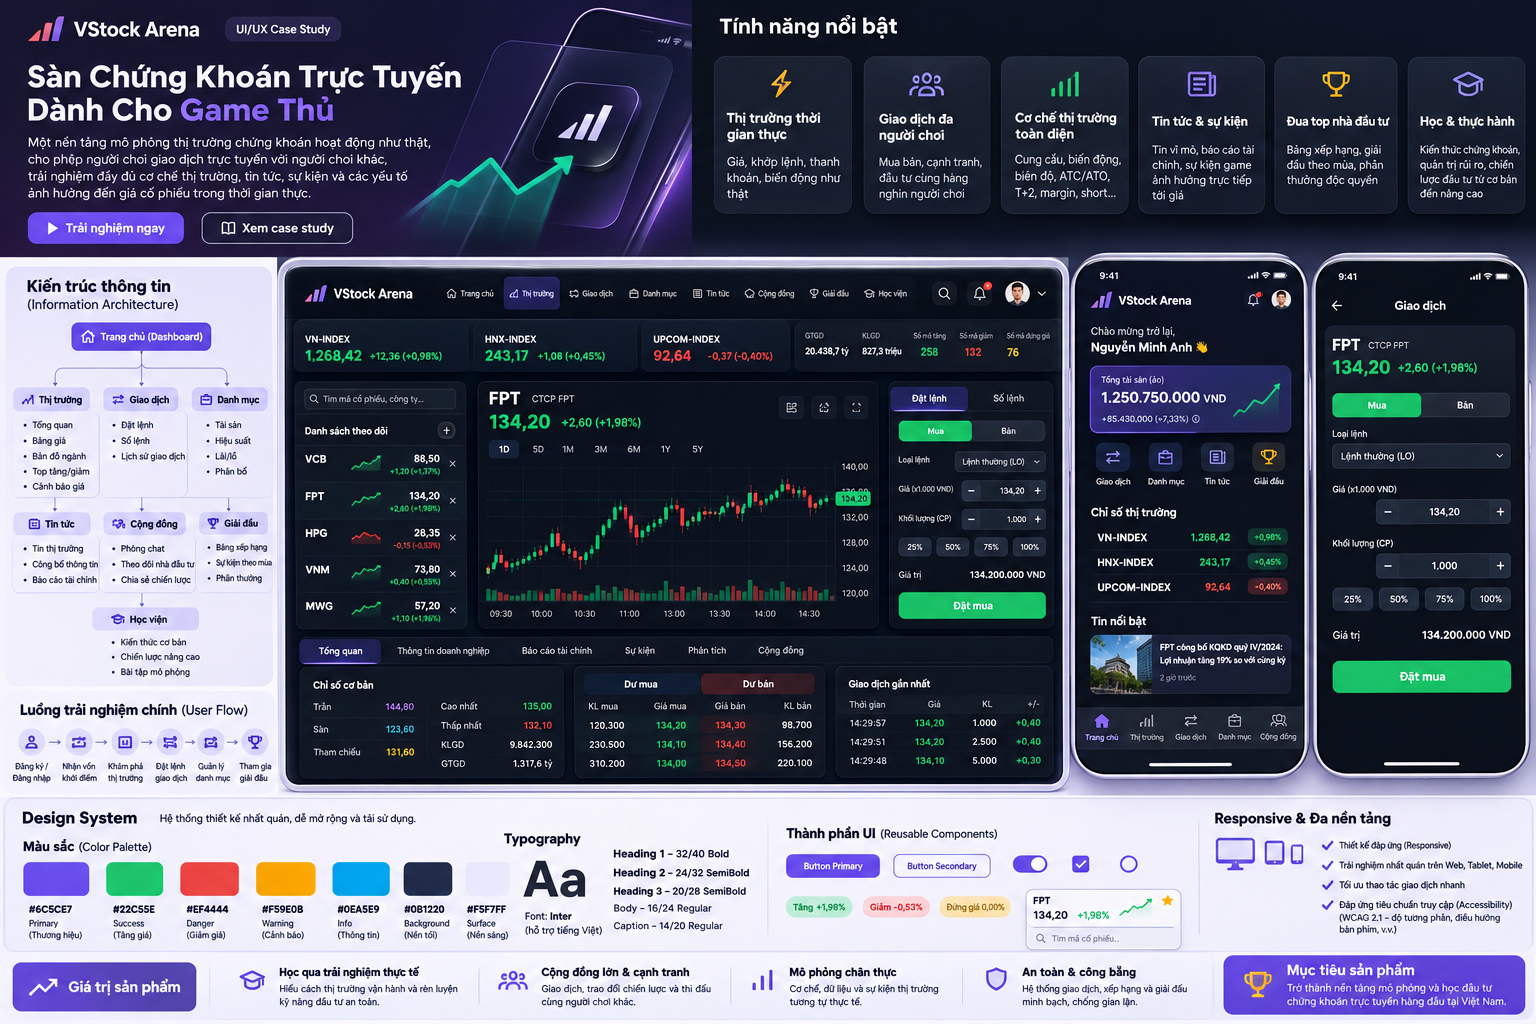 VStock Arena
UI/UX Case Study
Sàn Chứng Khoán Trực Tuyến
Dành Cho Game Thủ
Một nền tảng mô phỏng thị trường chứng khoán hoạt động như thật,
cho phép người chơi giao dịch trực tuyến với người chơi khác,
trải nghiệm đầy đủ cơ chế thị trường, tin tức, sự kiện và các yếu tố
ảnh hưởng đến giá cổ phiếu trong thời gian thực.
Trải nghiệm ngay
Xem case study
Tính năng nổi bật
Thị trường thời
gian thực
Giá, khớp lệnh, thanh
khoản, biến động như
thật
Giao dịch đa
người chơi
Mua bán, cạnh tranh,
đầu tư cùng hàng
nghìn người chơi
Cơ chế thị trường
toàn diện
Cung cầu, biến động,
biên độ, ATC/ATO,
T+2, margin, short...
Tin tức & sự kiện
Tin vĩ mô, báo cáo tài
chính, sự kiện game
ảnh hưởng trực tiếp
tới giá
Đua top nhà đầu tư
Bảng xếp hạng, giải
đấu theo mùa, phần
thưởng độc quyền
Học & thực hành
Kiến thức chứng khoán,
quản trị rủi ro, chiến
lược đầu tư từ cơ bản
đến nâng cao
Kiến trúc thông tin
(Information Architecture)
Trang chủ (Dashboard)
Thị trường
Tổng quan
Bảng giá
Bản đồ ngành
Top tăng/giảm
Cảnh báo giá
Giao dịch
Đặt lệnh
Sổ lệnh
Lịch sử giao dịch
Danh mục
Tài sản
Hiệu suất
Lãi/lỗ
Phân bổ
Tin tức
Tin thị trường
Công bố thông tin
Báo cáo tài chính
Cộng đồng
Phòng chat
Theo dõi nhà đầu tư
Chia sẻ chiến lược
Giải đấu
Bảng xếp hạng
Sự kiện theo mùa
Phần thưởng
Học viện
Kiến thức cơ bản
Chiến lược nâng cao
Bài tập mô phỏng
Luồng trải nghiệm chính (User Flow)
Đăng ký /
Đăng nhập
Nhận vốn
khởi điểm
Khám phá
thị trường
Đặt lệnh
giao dịch
Quản lý
danh mục
Tham gia
giải đấu
VStock Arena
Trang chủ
Thị trường
Giao dịch
Danh mục
Tin tức
Cộng đồng
Giải đấu
Học viện
VN-INDEX
1.268,42 +12,36 (+0,98%)
HNX-INDEX
243,17 +1,08 (+0,45%)
UPCOM-INDEX
92,64 -0,37 (-0,40%)
GTGD
20.438,7 tỷ
KLGD
827,3 triệu
Số mã tăng
258
Số mã giảm
132
Số mã đứng giá
76
Tìm mã cổ phiếu, công ty...
Danh sách theo dõi
VCB
88,50
+1,20 (+1,37%)
FPT
134,20
+2,60 (+1,98%)
HPG
28,35
-0,15 (-0,53%)
VNM
73,80
+0,40 (+0,55%)
MWG
57,20
+1,10 (+1,96%)
FPT CTCP FPT
134,20 +2,60 (+1,98%)
1D 5D 1M 3M 6M 1Y 5Y
140,00
134,20
132,00
128,00
124,00
120,00
09:30 10:00 10:30 11:00 13:00 13:30 14:00 14:30
Đặt lệnh
Sổ lệnh
Mua
Bán
Loại lệnh
Lệnh thường (LO)
Giá (x1.000 VND)
− 134,20 +
Khối lượng (CP)
− 1.000 +
25% 50% 75% 100%
Giá trị 134.200.000 VND
Đặt mua
Tổng quan
Thông tin doanh nghiệp
Báo cáo tài chính
Sự kiện
Phân tích
Cộng đồng
Chỉ số cơ bản
Trần 144,80
Sàn 123,60
Tham chiếu 131,60
Cao nhất 135,00
Thấp nhất 132,10
KLGD 9.842.300
GTGD 1.317,6 tỷ
Dư mua
Dư bán
KL mua Giá mua Giá bán KL bán
120.300 134,20 134,30 98.700
230.500 134,10 134,40 156.200
310.200 134,00 134,50 220.100
Giao dịch gần nhất
Thời gian Giá KL +/-
14:29:57 134,20 1.000 +0,40
14:29:51 134,20 2.500 +0,40
14:29:48 134,10 5.000 +0,30
9:41
VStock Arena
Chào mừng trở lại,
Nguyễn Minh Anh 👋
Tổng tài sản (ảo)
1.250.750.000 VND
+85.430.000 (+7,33%)
Giao dịch
Danh mục
Tin tức
Giải đấu
Chỉ số thị trường
VN-INDEX 1.268,42 +0,98%
HNX-INDEX 243,17 +0,45%
UPCOM-INDEX 92,64 -0,40%
Tin nổi bật
FPT công bố KQKD quý IV/2024:
Lợi nhuận tăng 19% so với cùng kỳ
2 giờ trước
Trang chủ
Thị trường
Giao dịch
Danh mục
Cộng đồng
9:41
Giao dịch
FPT CTCP FPT
134,20 +2,60 (+1,98%)
Mua
Bán
Loại lệnh
Lệnh thường (LO)
Giá (x1.000 VND)
− 134,20 +
Khối lượng (CP)
− 1.000 +
25% 50% 75% 100%
Giá trị 134.200.000 VND
Đặt mua
Design System
Hệ thống thiết kế nhất quán, dễ mở rộng và tái sử dụng.
Màu sắc (Color Palette)
#6C5CE7
Primary
(Thương hiệu)
#22C55E
Success
(Tăng giá)
#EF4444
Danger
(Giảm giá)
#F59E0B
Warning
(Cảnh báo)
#0EA5E9
Info
(Thông tin)
#0B1220
Background
(Nền tối)
#F5F7FF
Surface
(Nền sáng)
Typography
Aa
Font: Inter
(hỗ trợ tiếng Việt)
Heading 1 – 32/40 Bold
Heading 2 – 24/32 SemiBold
Heading 3 – 20/28 SemiBold
Body – 16/24 Regular
Caption – 14/20 Regular
Thành phần UI (Reusable Components)
Button Primary
Button Secondary
Tăng +1,98%
Giảm -0,53%
Đứng giá 0,00%
FPT
134,20 +1,98%
Tìm mã cổ phiếu...
Responsive & Đa nền tảng
Thiết kế đáp ứng (Responsive)
Trải nghiệm nhất quán trên Web, Tablet, Mobile
Tối ưu thao tác giao dịch nhanh
Đáp ứng tiêu chuẩn truy cập (Accessibility)
(WCAG 2.1 – độ tương phản, điều hướng
bàn phím, v.v.)
Giá trị sản phẩm
Học qua trải nghiệm thực tế
Hiểu cách thị trường vận hành và rèn luyện
kỹ năng đầu tư an toàn.
Cộng đồng lớn & cạnh tranh
Giao dịch, trao đổi chiến lược và thi đấu
cùng người chơi khác.
Mô phỏng chân thực
Cơ chế, dữ liệu và sự kiện thị trường
tương tự thực tế.
An toàn & công bằng
Hệ thống giao dịch, xếp hạng và giải đấu
minh bạch, chống gian lận.
Mục tiêu sản phẩm
Trở thành nền tảng mô phỏng và học đầu tư
chứng khoán trực tuyến hàng đầu tại Việt Nam.